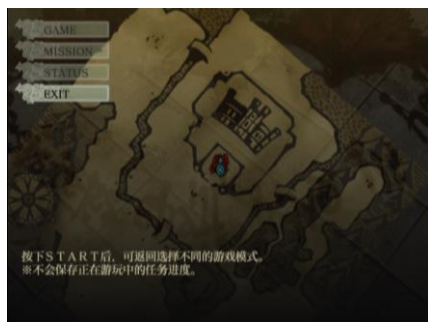 GAME
MISSION
STATUS
EXIT
按下START后，可返回选择不同的游戏模式。
※不会保存正在游玩中的任务进度。